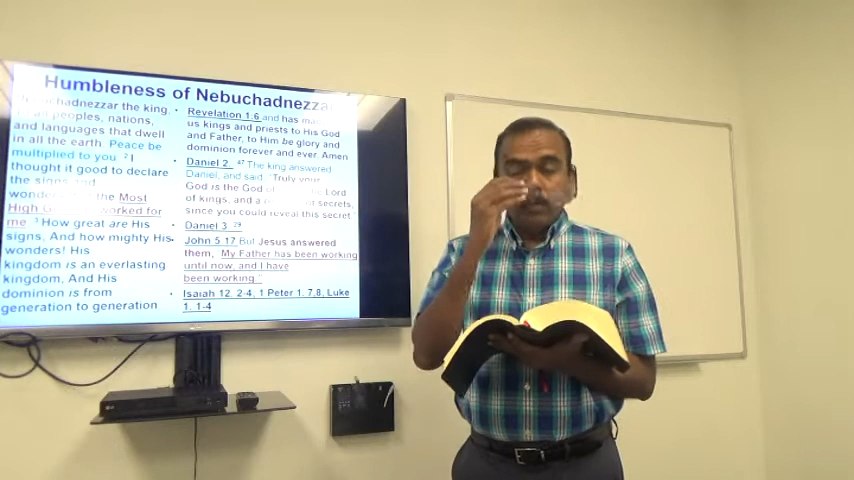 Humbleness of Nebuchadnezzar
the king,
peoples, nations,
and languages that dwell
in all the earth. Peace be
multiplied to you. 2 I
thought it good to declare
the signs and
the Most
High worked for
me. 3 How great are His
signs, And how mighty His
wonders! His
kingdom is an everlasting
kingdom, And His
dominion is from
generation to generation
• Revelation 1.6 and has
us kings and priests to His God
and Father, to Him be glory and
dominion forever and ever. Amen
• Daniel 2. 47 The king answered
Daniel, and said, "Truly your
God is the God of Lord
of kings, and a of secrets,
since you could reveal this secret."
• Daniel 3. 29
• John 5 17 But Jesus answered
them, My Father has been working
until now, and I have
been working."
• Isaiah 12. 2-4, 1 Peter 1. 7,8, Luke
1. 1-4